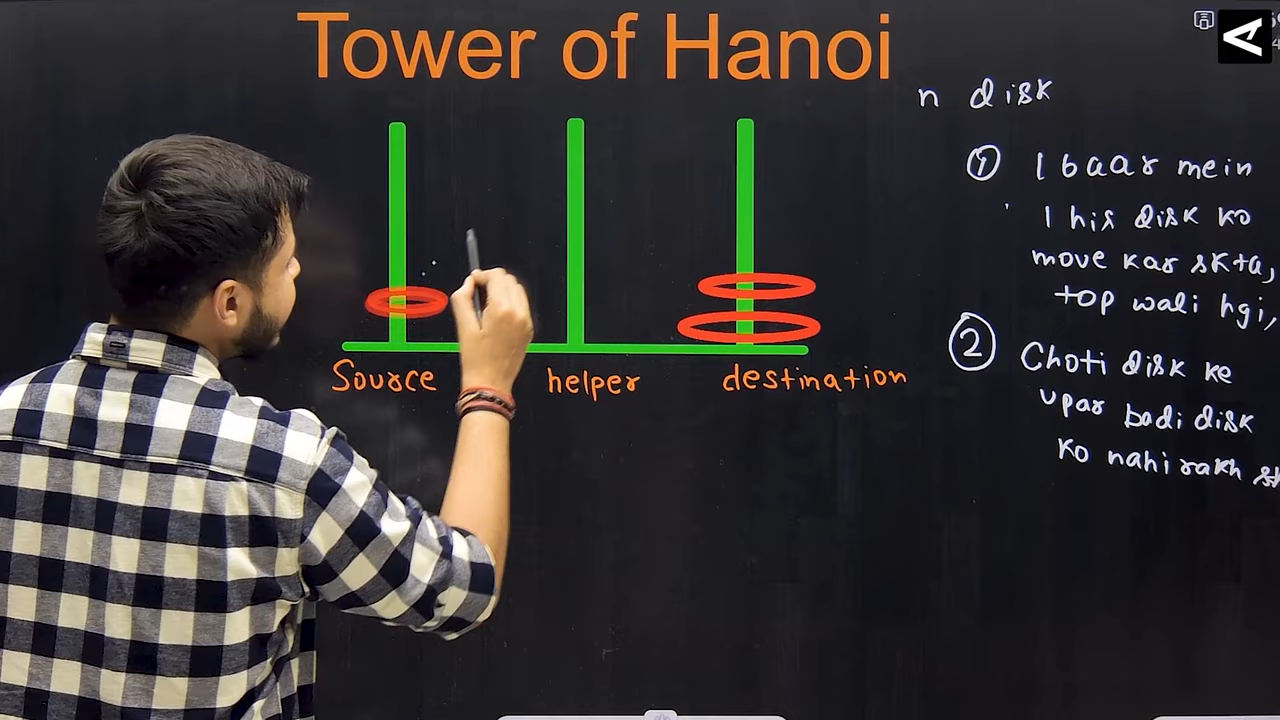 Tower of Hanoi
n disk
① 1 baar mein
1 his disk ko
move kar skta,
top wali hgi,
② Choti disk ke
upar badi disk
ko nahi rakh
Source helper destination